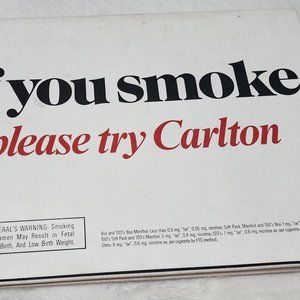 f you smoke
please try Carlton
ERAL'S WARNING: Smoking
omen May Result in Fetal
Birth, And Low Birth Weight.
Box and 100's Box Menthol: Less than 0.5 mg. "tar", 0.05 mg. nicotine; Soft Pack, Menthol and 100's Box: 1 mg. "tar",
100's Soft Pack and 100's Menthol: 5 mg. "tar", 0.4 mg. nicotine; 120's: 7 mg. "tar", 0.6 mg. nicotine;
Slims: 6 mg. "tar", 0.6 mg. nicotine av. per cigarette by FTC method.